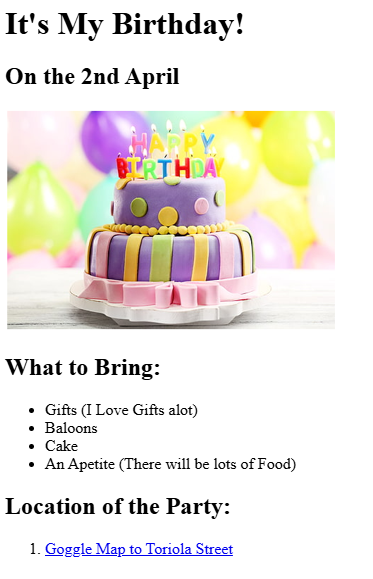 It's My Birthday!
On the 2nd April
HAPPY
BIRTHDAY
What to Bring:
Gifts (I Love Gifts alot)
Baloons
Cake
An Apetite (There will be lots of Food)
Location of the Party:
1. Goggle Map to Toriola Street